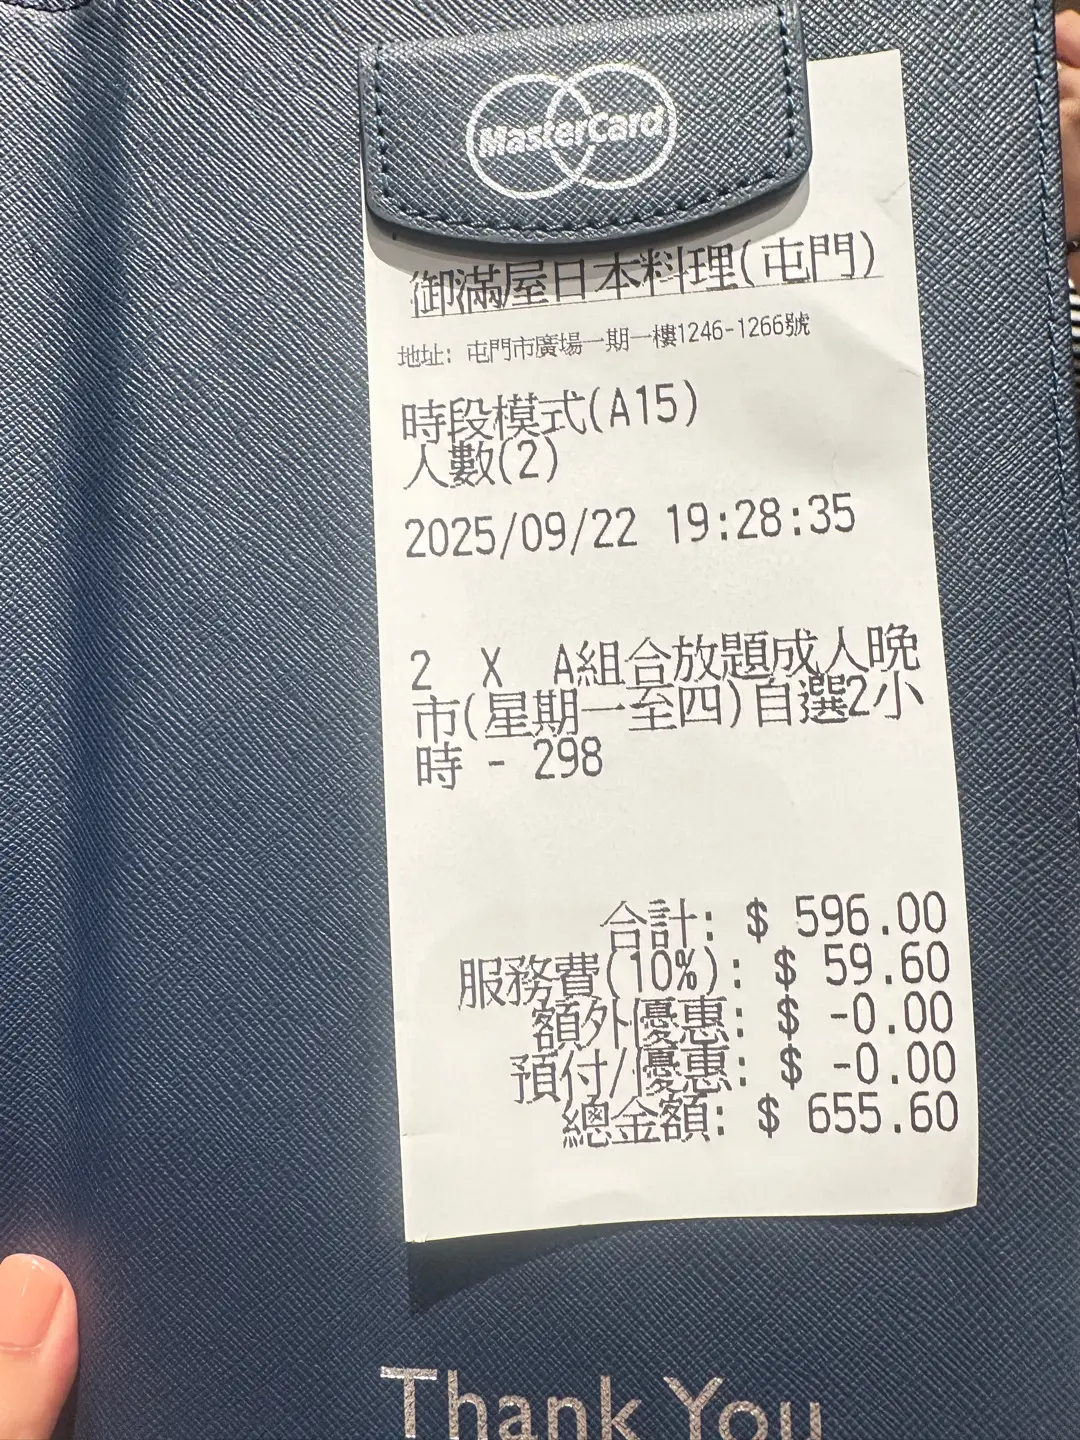 MasterCard
御滿屋日本料理(屯門)
地址: 屯門市廣場一期一樓1246-1266號
時段模式(A15)
人數(2)
2025/09/22 19:28:35
2 X A組合放題成人晚
市(星期一至四)自選2小
時 - 298
合計: $ 596.00
服務費(10%): $ 59.60
額外優惠: $ -0.00
預付/優惠: $ -0.00
總金額: $ 655.60
Thank You